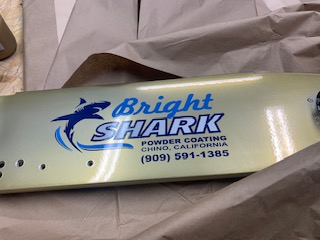 Bright
SHARK
POWDER COATING
CHINO, CALIFORNIA
(909) 591-1385